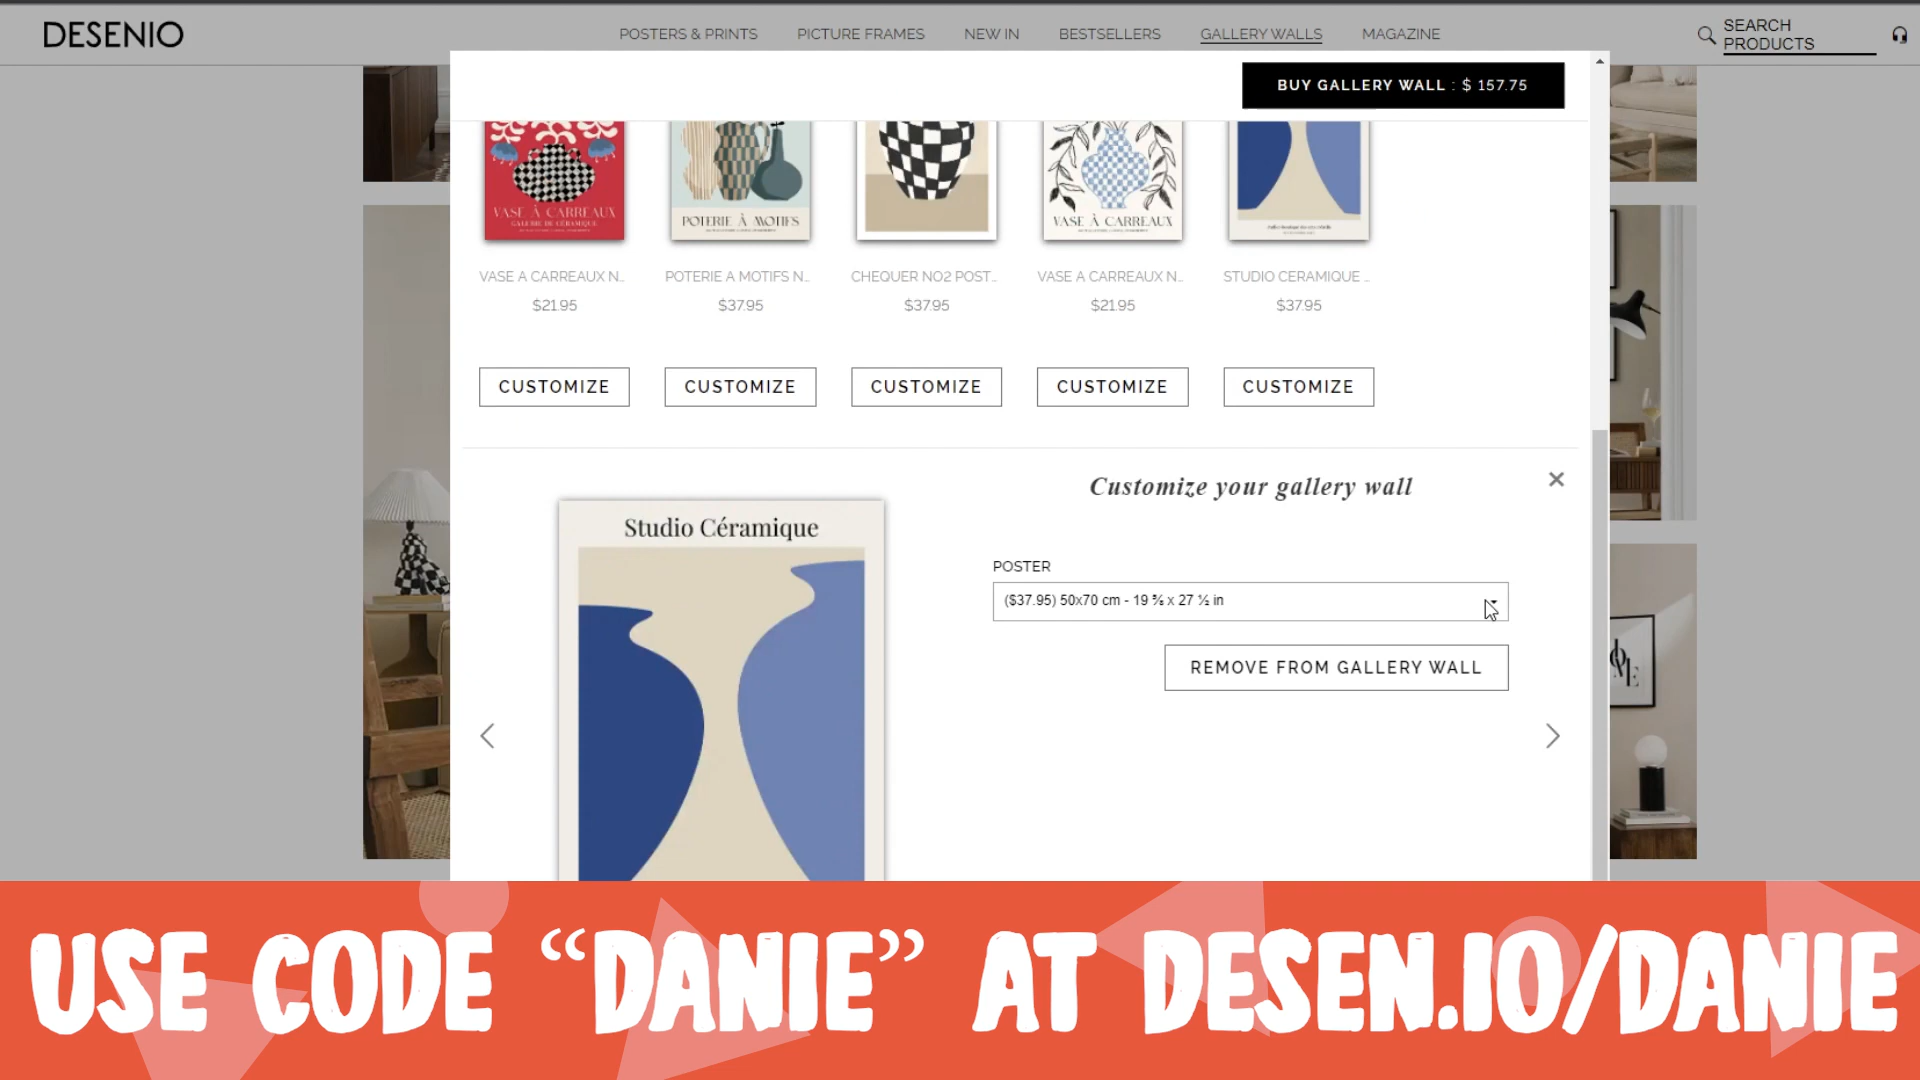 DESENIO
POSTERS & PRINTS PICTURE FRAMES NEW IN BESTSELLERS GALLERY WALLS MAGAZINE
SEARCH PRODUCTS
BUY GALLERY WALL : $ 157.75
VASE À CARREAUX
GALERIE DE CÉRAMIQUE
POTERIE À MOTIFS
VASE À CARREAUX
VASE A CARREAUX N...
POTERIE A MOTIFS N...
CHEQUER NO2 POST...
VASE A CARREAUX N...
STUDIO CERAMIQUE ...
$21.95
$37.95
$37.95
$21.95
$37.95
CUSTOMIZE
CUSTOMIZE
CUSTOMIZE
CUSTOMIZE
CUSTOMIZE
Customize your gallery wall
Studio Céramique
POSTER
($37.95) 50x70 cm - 19 ⅝ x 27 ½ in
REMOVE FROM GALLERY WALL
USE CODE “DANIE” AT DESEN.IO/DANIE